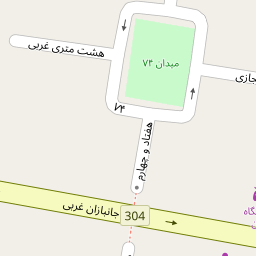 هشت متری غربی
میدان ۷۴
جازی
۷۴
هفتاد و چهارم
جانبازان غربی
304
گاه